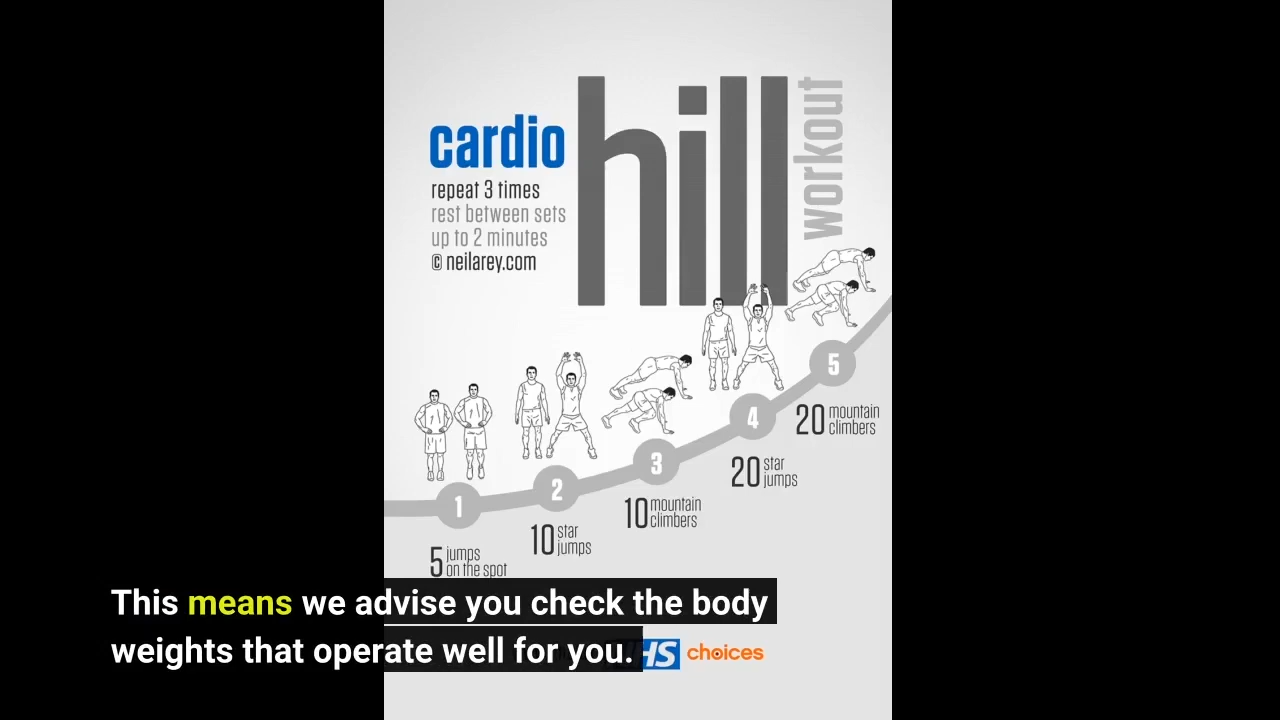 cardio
hill
workout
repeat 3 times
rest between sets
up to 2 minutes
© neilarey.com
1
2
3
4
5
5 jumps
on the spot
10 star
jumps
10 mountain
climbers
20 star
jumps
20 mountain
climbers
This means we advise you check the body
weights that operate well for you.
HS choices